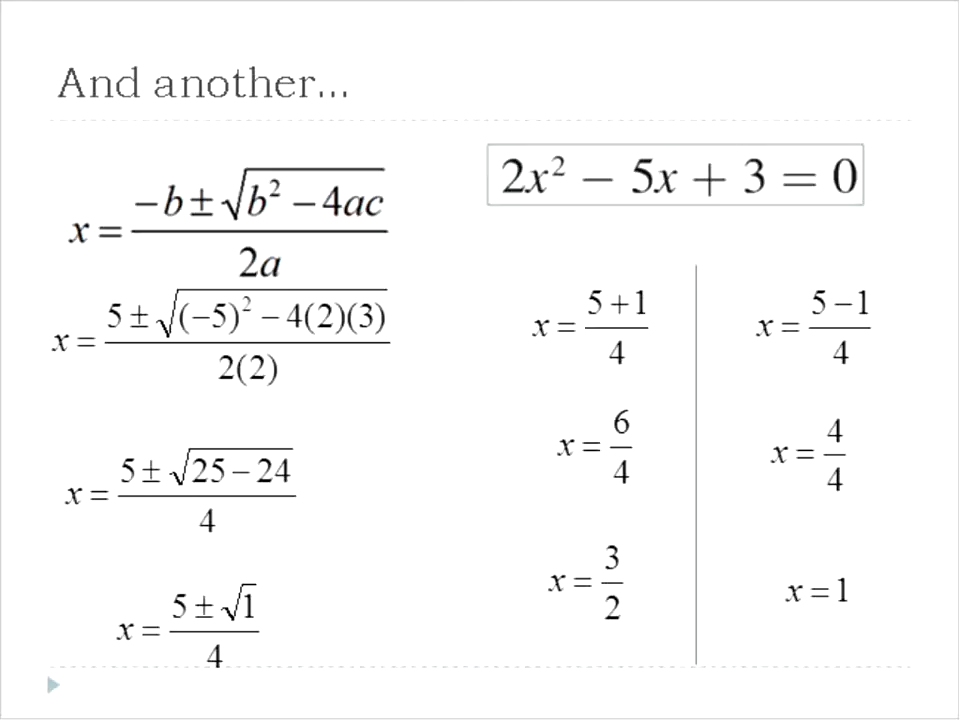 And another...
x = (−b ± √(b² − 4ac)) / 2a
x = (5 ± √((−5)² − 4(2)(3))) / 2(2)
x = (5 ± √(25 − 24)) / 4
x = (5 ± √1) / 4
2x² − 5x + 3 = 0
x = (5 + 1) / 4
x = 6 / 4
x = 3 / 2
x = (5 − 1) / 4
x = 4 / 4
x = 1